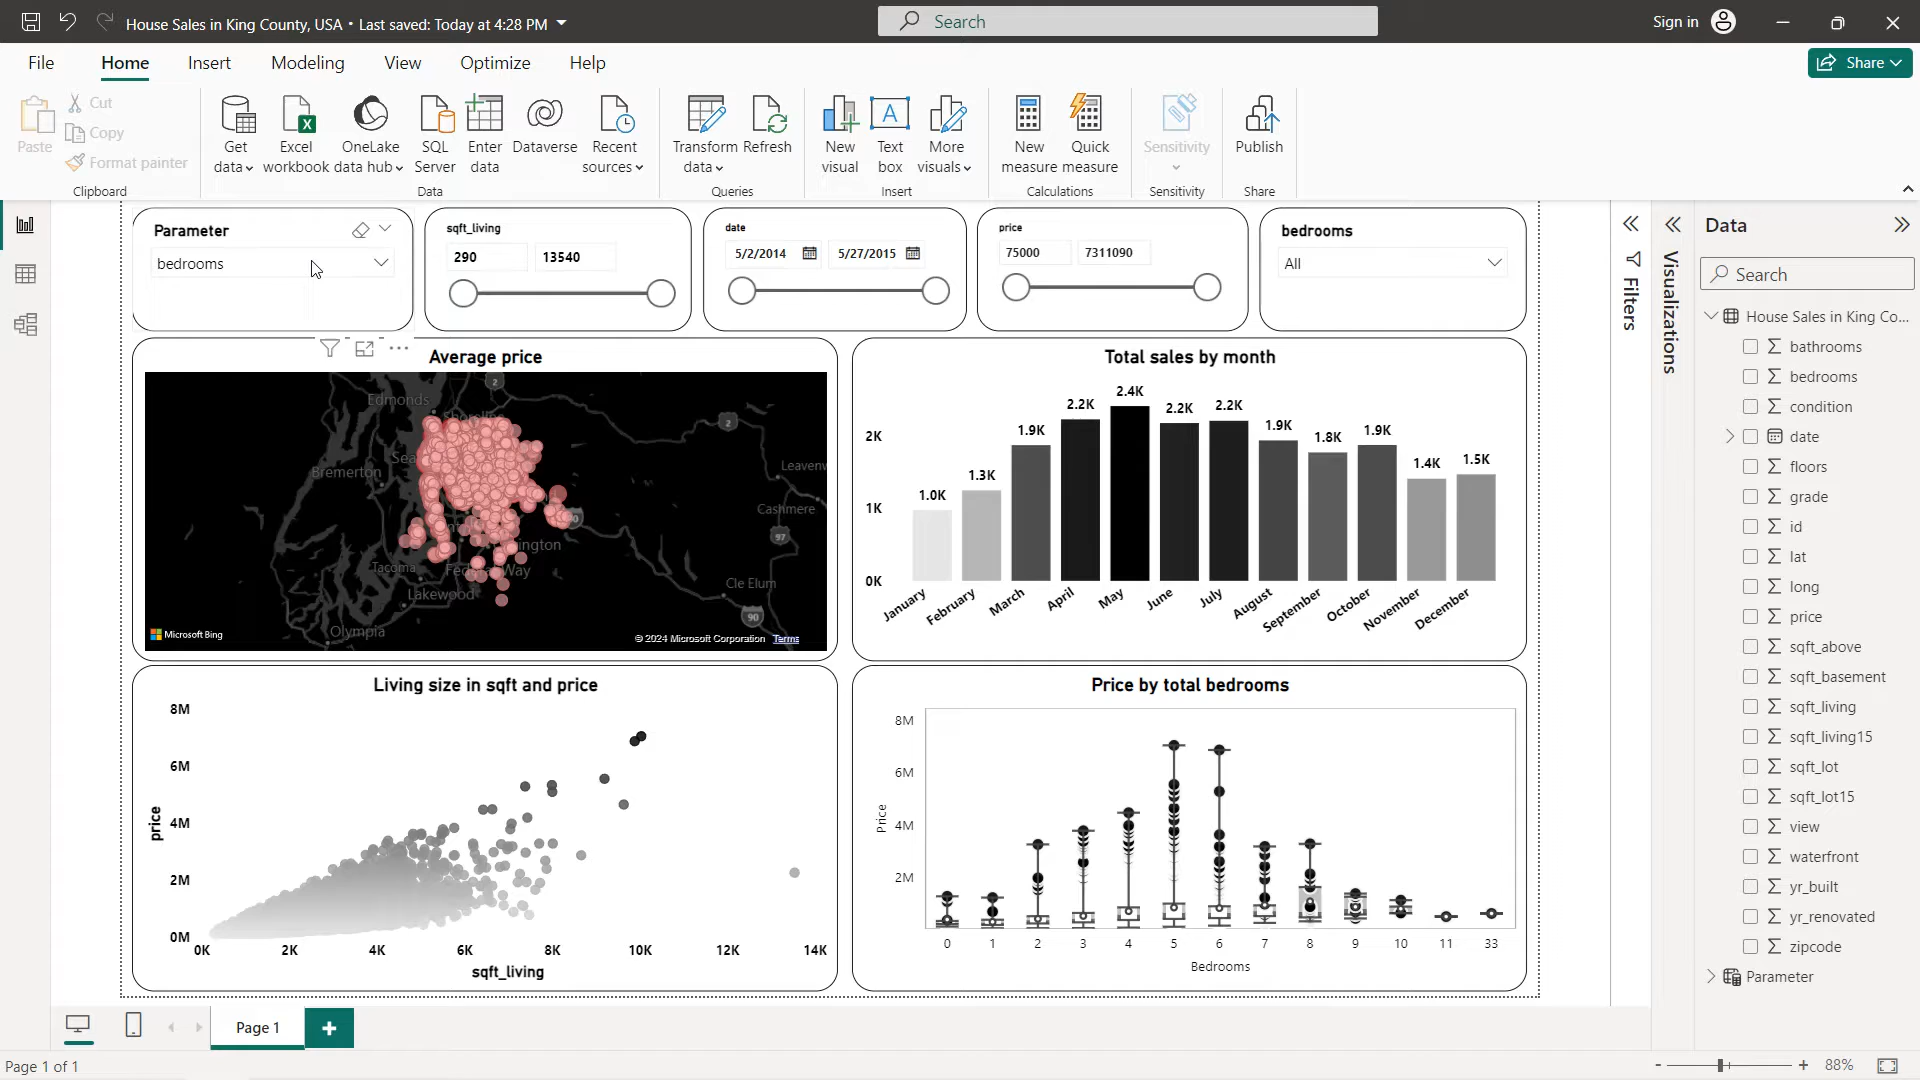 House Sales in King County, USA • Last saved: Today at 4:28 PM
Search
Sign in
File
Home
Insert
Modeling
View
Optimize
Help
Share
Paste
Cut
Copy
Format painter
Clipboard
Get data
Excel workbook
OneLake data hub
SQL Server
Enter data
Dataverse
Recent sources
Data
Transform data
Refresh
Queries
New visual
Text box
More visuals
Insert
New measure
Quick measure
Calculations
Sensitivity
Sensitivity
Publish
Share
Parameter
bedrooms
sqft_living
290
13540
date
5/2/2014
5/27/2015
price
75000
7311090
bedrooms
All
Average price
Edmonds
Shoreline
2
2
Sea
Bremerton
Leavenw
Cashmere
97
90
ington
Tacoma
Federal Way
Lakewood
Cle Elum
Olympia
Microsoft Bing
© 2024 Microsoft Corporation
Terms
Total sales by month
2K
1K
0K
1.0K
1.3K
1.9K
2.2K
2.4K
2.2K
2.2K
1.9K
1.8K
1.9K
1.4K
1.5K
January
February
March
April
May
June
July
August
September
October
November
December
Living size in sqft and price
price
8M
6M
4M
2M
0M
0K
2K
4K
6K
8K
10K
12K
14K
sqft_living
Price by total bedrooms
Price
8M
6M
4M
2M
0
1
2
3
4
5
6
7
8
9
10
11
33
Bedrooms
Filters
Visualizations
Data
Search
House Sales in King Co...
bathrooms
bedrooms
condition
date
floors
grade
id
lat
long
price
sqft_above
sqft_basement
sqft_living
sqft_living15
sqft_lot
sqft_lot15
view
waterfront
yr_built
yr_renovated
zipcode
Parameter
Page 1
Page 1 of 1
- + 88%